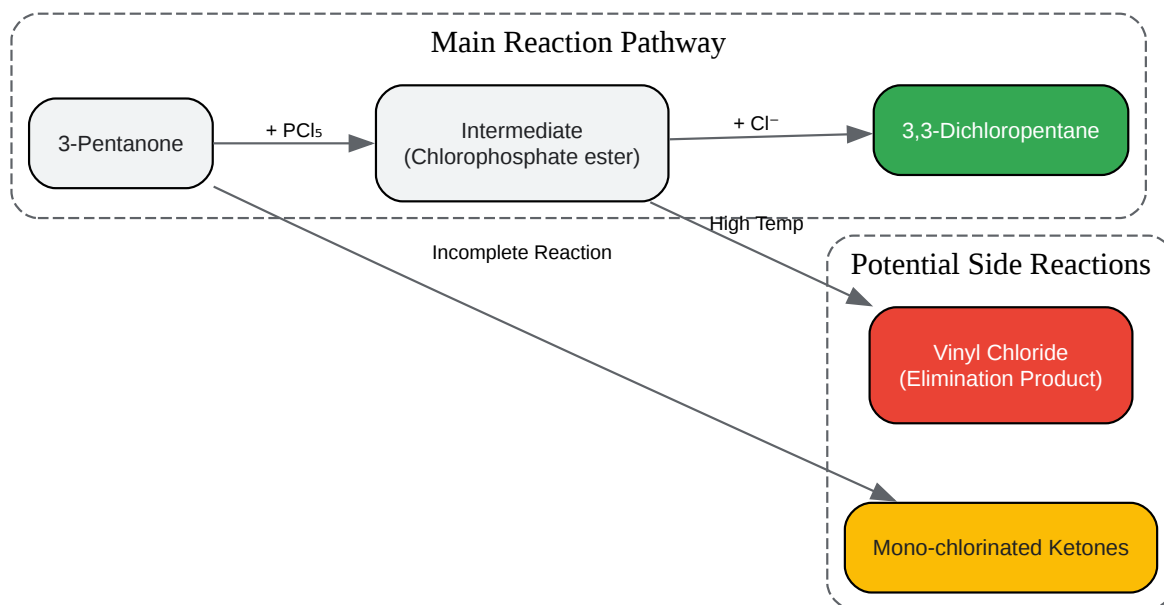 Main Reaction Pathway
3-Pentanone
+ PCl₅
Intermediate
(Chlorophosphate ester)
+ Cl⁻
3,3-Dichloropentane
High Temp
Incomplete Reaction
Potential Side Reactions
Vinyl Chloride
(Elimination Product)
Mono-chlorinated Ketones